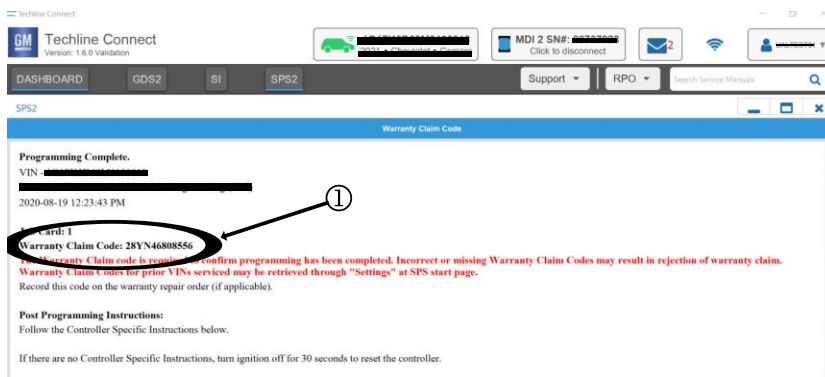 Techline Connect
GM
Techline Connect
Version: 1.6.0 Validation
2021 • Chevrolet • Camaro
MDI 2 SN#:
Click to disconnect
2
DASHBOARD GDS2 SI SPS2 Support RPO Search Service Manuals
SPS2
Warranty Claim Code
Programming Complete.
VIN -
2020-08-19 12:23:43 PM
①
Card: 1
Warranty Claim Code: 28YN46808556
The Warranty Claim code is required to confirm programming has been completed. Incorrect or missing Warranty Claim Codes may result in rejection of warranty claim.
Warranty Claim Codes for prior VINs serviced may be retrieved through "Settings" at SPS start page.
Record this code on the warranty repair order (if applicable).
Post Programming Instructions:
Follow the Controller Specific Instructions below.
If there are no Controller Specific Instructions, turn ignition off for 30 seconds to reset the controller.